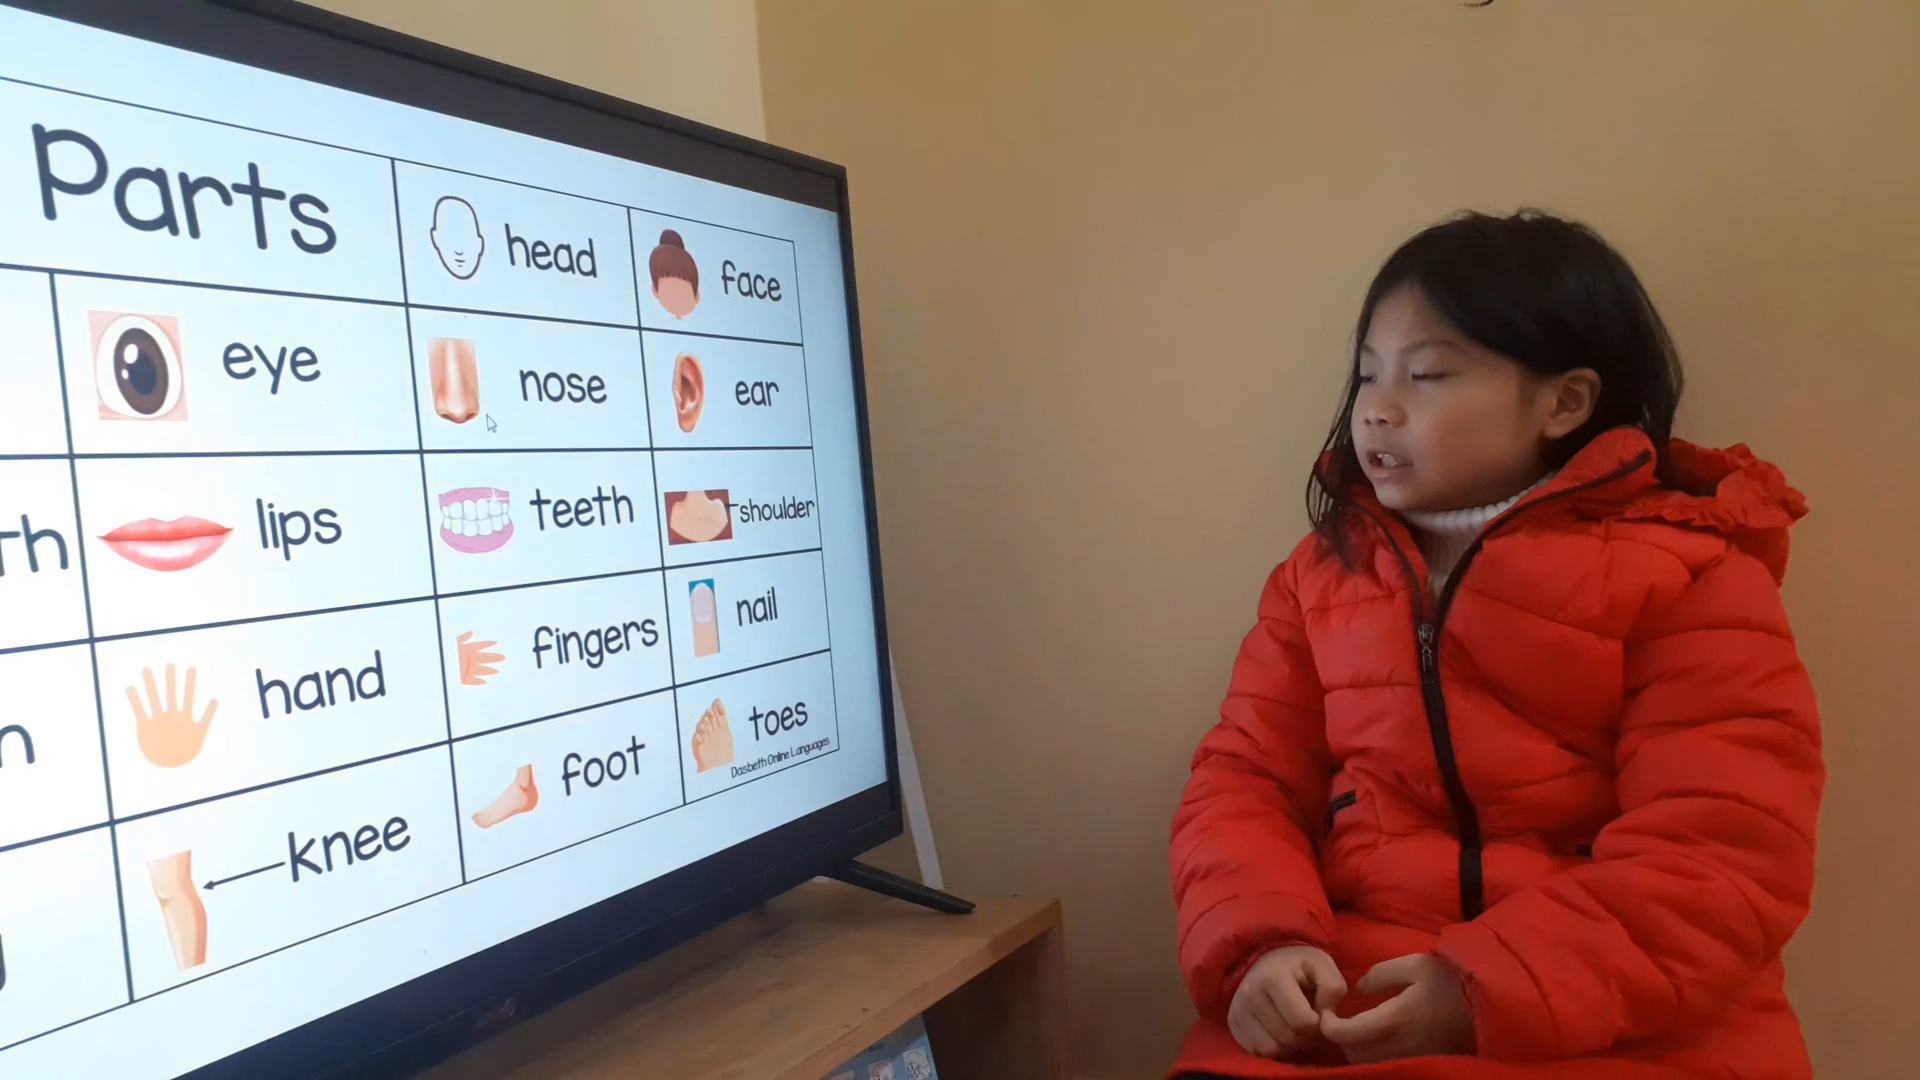 Parts
head
face
eye
nose
ear
th
lips
teeth
shoulder
n
hand
fingers
nail
knee
foot
toes
Dasbeth Online Languages